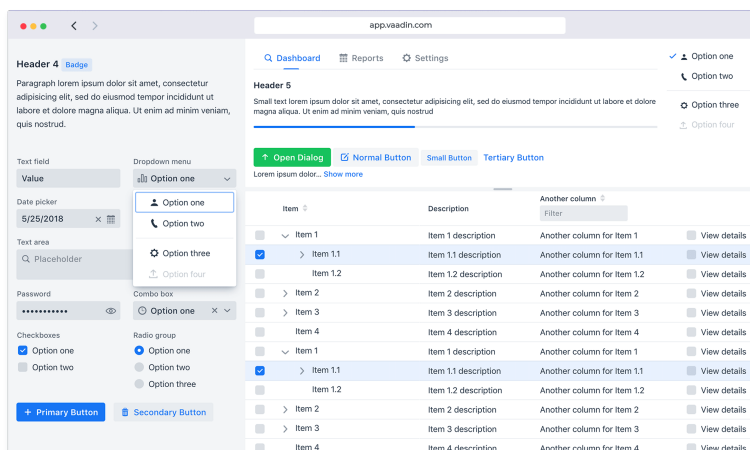 app.vaadin.com
Header 4 Badge
Paragraph lorem ipsum dolor sit amet, consectetur
adipisicing elit, sed do eiusmod tempor incididunt ut
labore et dolore magna aliqua. Ut enim ad minim veniam,
quis nostrud.
Text field
Value
Dropdown menu
Option one
Option one
Option two
Option three
Option four
Date picker
5/25/2018
Text area
Placeholder
Password
Combo box
Option one
Checkboxes
Option one
Option two
Radio group
Option one
Option two
Option three
+ Primary Button
Secondary Button
Dashboard Reports Settings
Header 5
Small text lorem ipsum dolor sit amet, consectetur adipisicing elit, sed do eiusmod tempor incididunt ut labore et dolore
magna aliqua. Ut enim ad minim veniam, quis nostrud.
Option one
Option two
Option three
Option four
Open Dialog Normal Button Small Button Tertiary Button
Lorem ipsum dolor... Show more
Item Description Another column
Filter
Item 1 Item 1 description Another column for Item 1 View details
Item 1.1 Item 1.1 description Another column for Item 1.1 View details
Item 1.2 Item 1.2 description Another column for Item 1.2 View details
Item 2 Item 2 description Another column for Item 2 View details
Item 3 Item 3 description Another column for Item 3 View details
Item 4 Item 4 description Another column for Item 4 View details
Item 1 Item 1 description Another column for Item 1 View details
Item 1.1 Item 1.1 description Another column for Item 1.1 View details
Item 1.2 Item 1.2 description Another column for Item 1.2 View details
Item 2 Item 2 description Another column for Item 2 View details
Item 3 Item 3 description Another column for Item 3 View details
Item 4 Item 4 description Another column for Item 4 View details